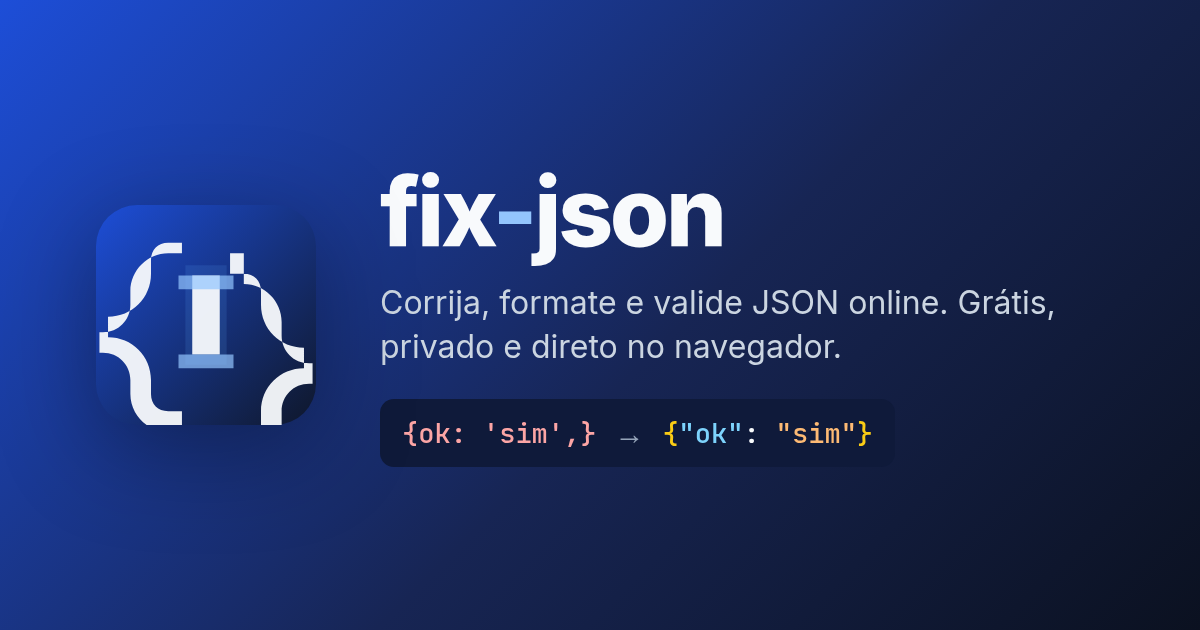 fix-json
Corrija, formate e valide JSON online. Grátis,
privado e direto no navegador.
{ok: 'sim',} → {"ok": "sim"}